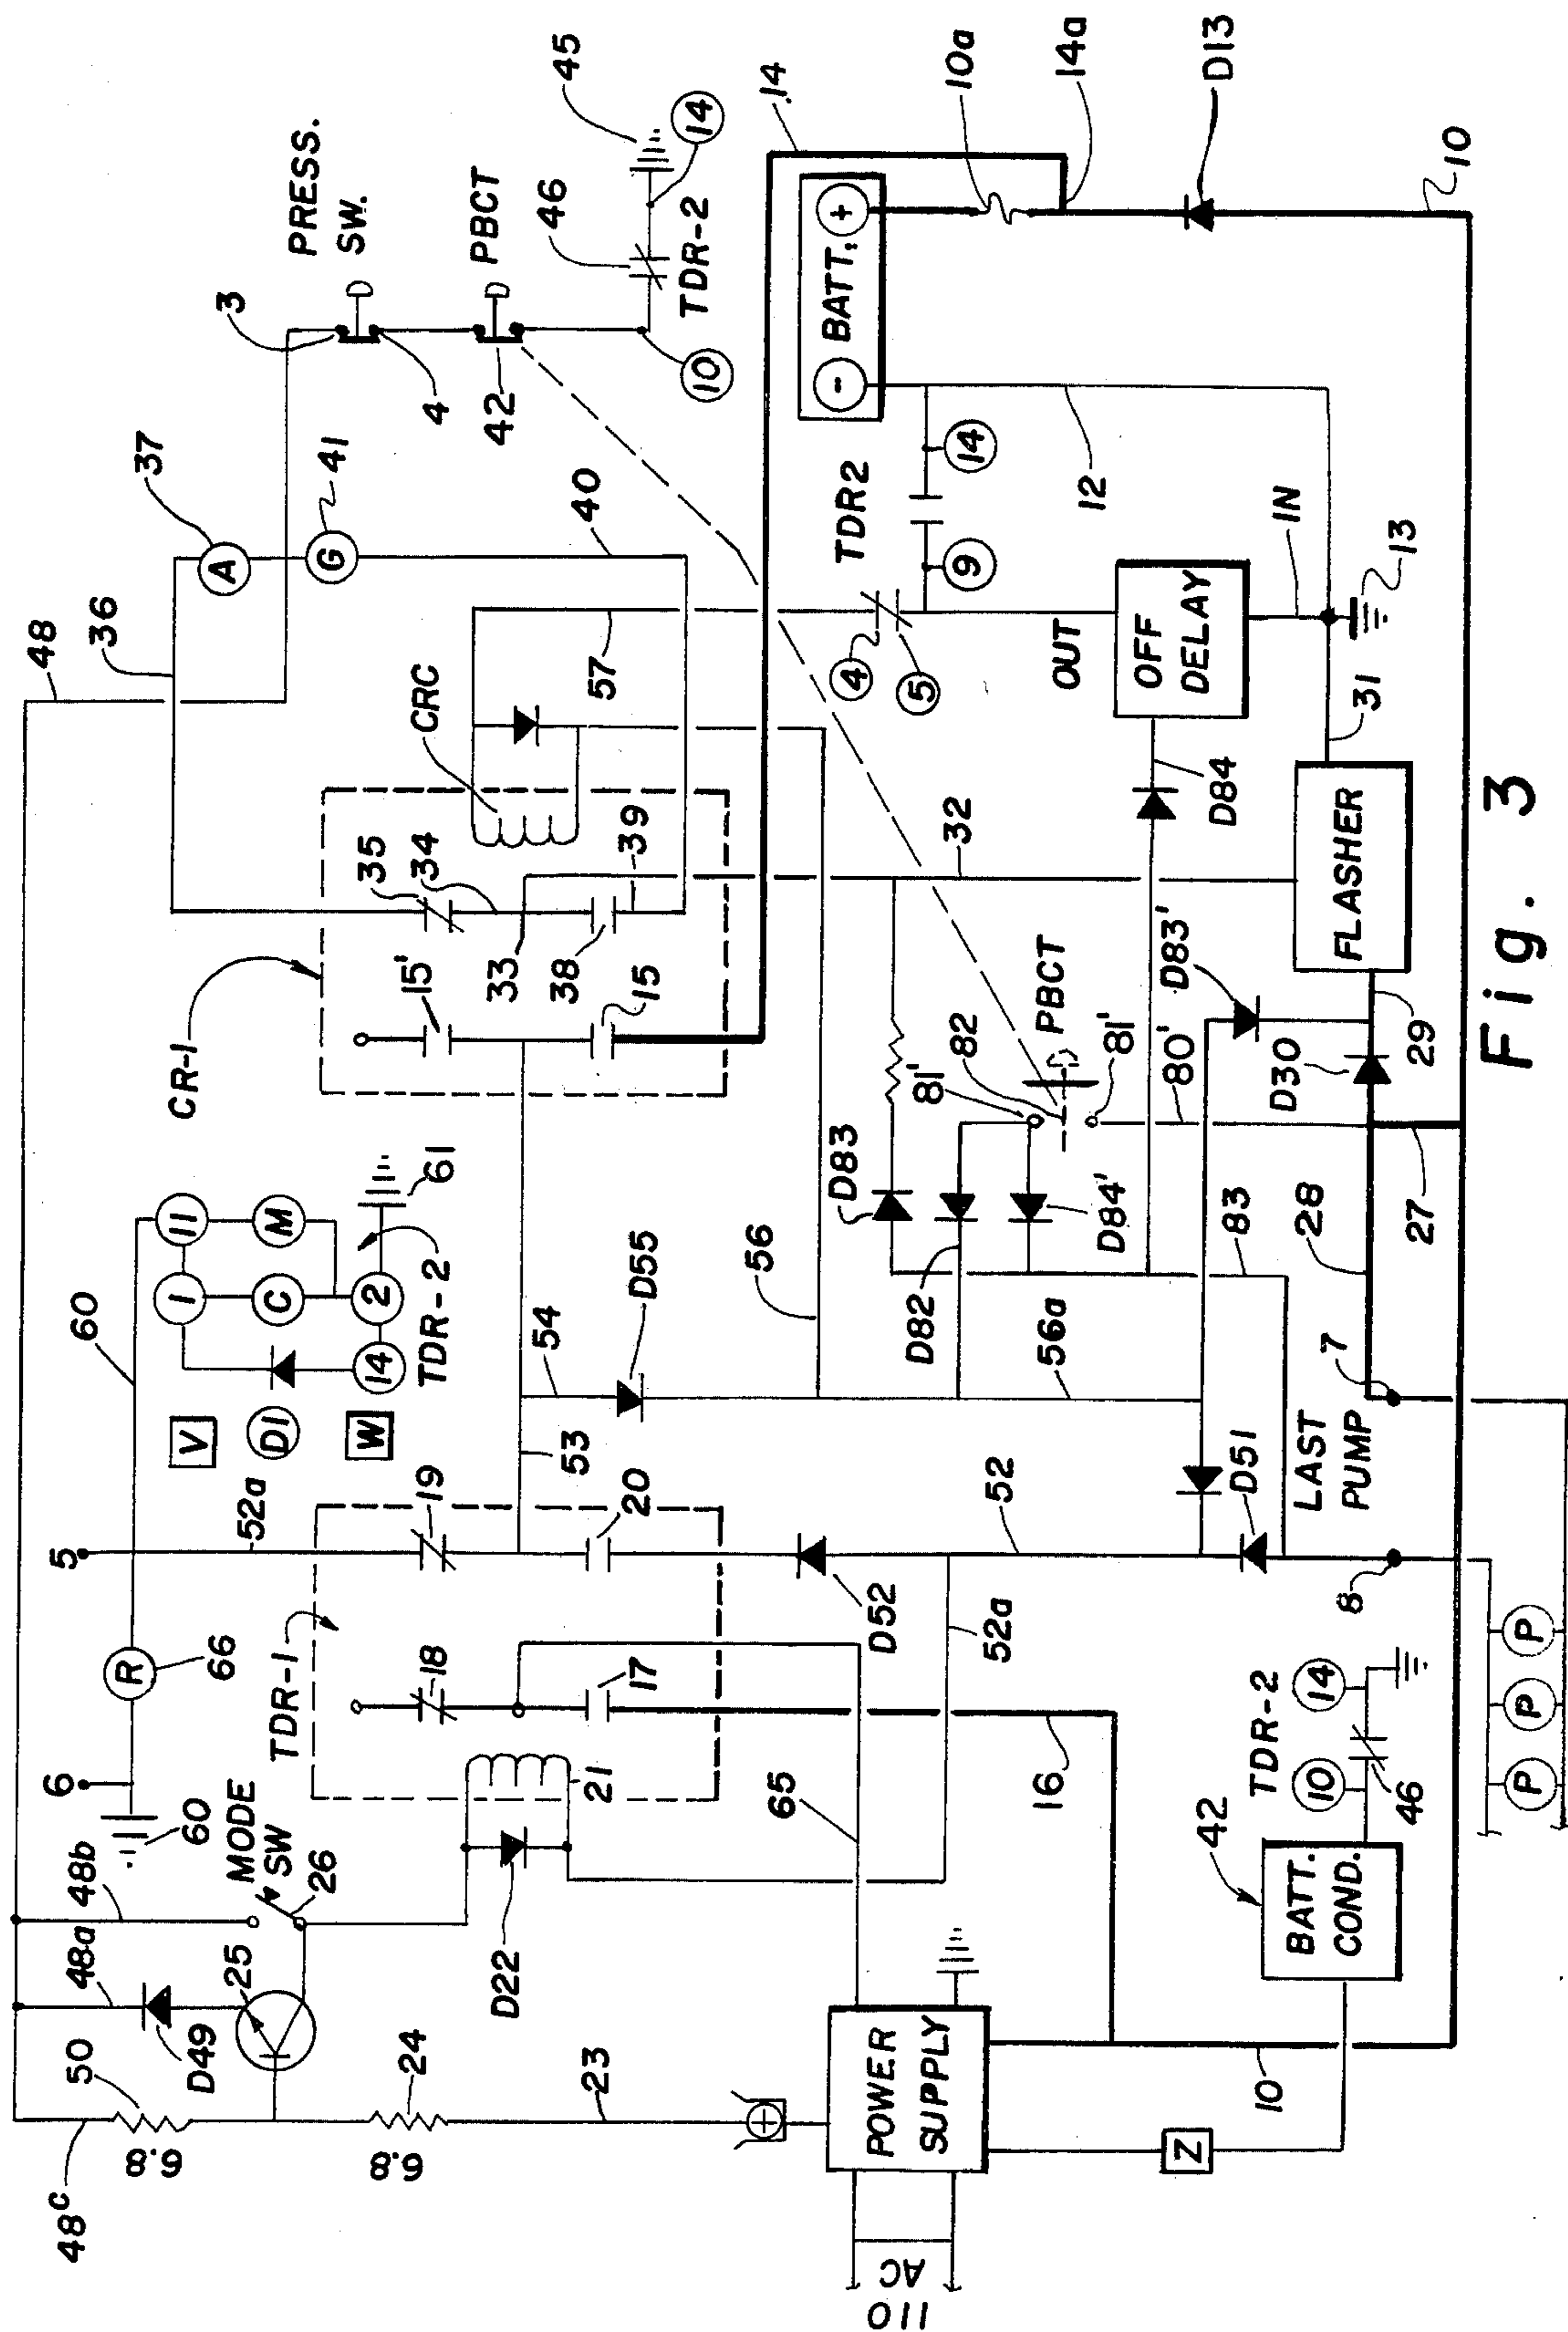 48
36
37
A
G
41
3
PRESS.
SW.
4
PBCT
42
40
10
46
14
45
TDR-2
CR-1
35
34
15'
33
38
39
15
CRC
57
14
10a
14a
D13
10
BATT.
-
+
TDR2
14
9
4
5
12
OUT
OFF
DELAY
IN
13
31
D84
32
FLASHER
29
D30
D83'
PBCT
82
81'
81'
80'
D83
D82
D84'
83
28
27
56
56a
54
D55
53
60
V
W
D1
1
11
C
M
14
2
61
TDR-2
5
52a
19
20
6
R
66
60
TDR-1
18
17
21
D52
52
52a
D51
LAST
PUMP
7
8
P
P
P
48b
48a
48c
MODE
SW
26
25
D49
50
6.8
24
6.8
23
D22
65
16
POWER
SUPPLY
110
AC
Z
10
42
BATT.
COND.
TDR-2
10
14
46
Fig. 3